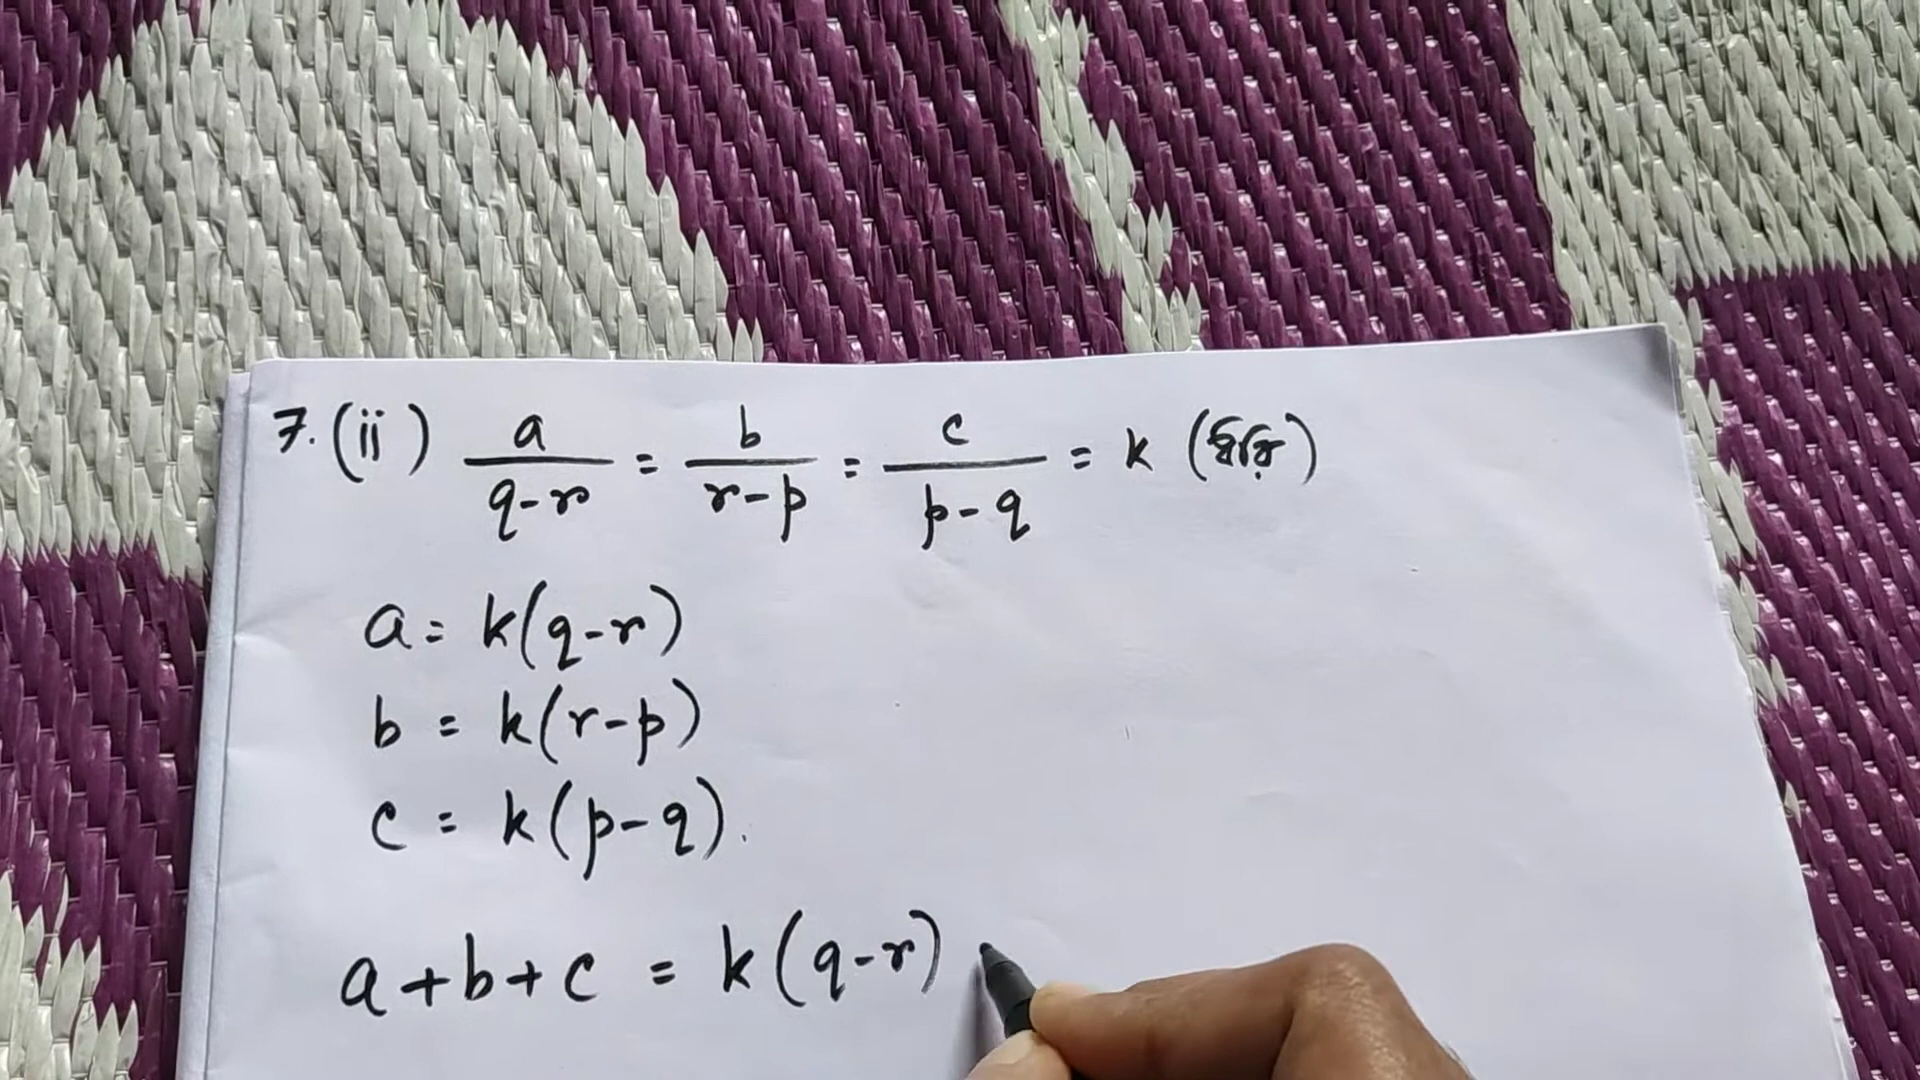 7. (ii) a/(q-r) = b/(r-p) = c/(p-q) = k (ধরি)
a = k(q-r)
b = k(r-p)
c = k(p-q).
a+b+c = k(q-r)